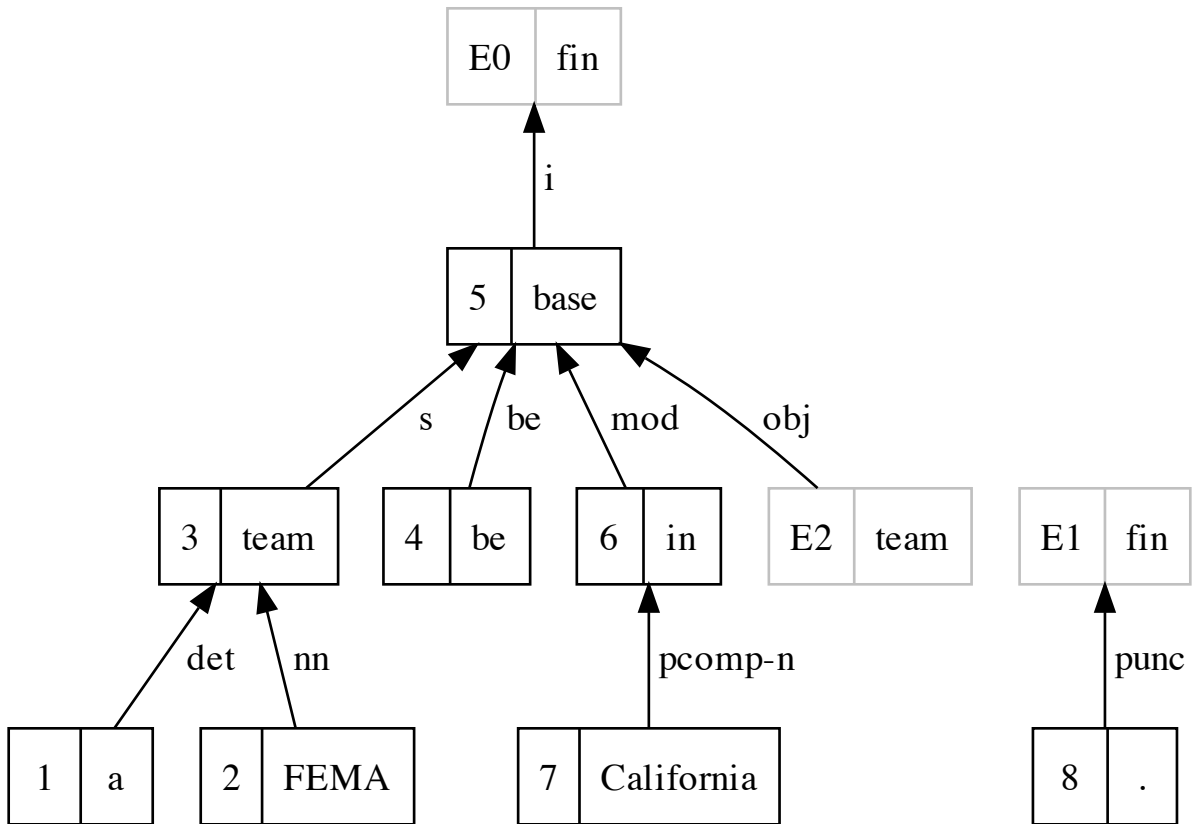 E0 fin
i
5 base
s be mod obj
3 team 4 be 6 in E2 team E1 fin
det nn pcomp-n punc
1 a 2 FEMA 7 California 8 .